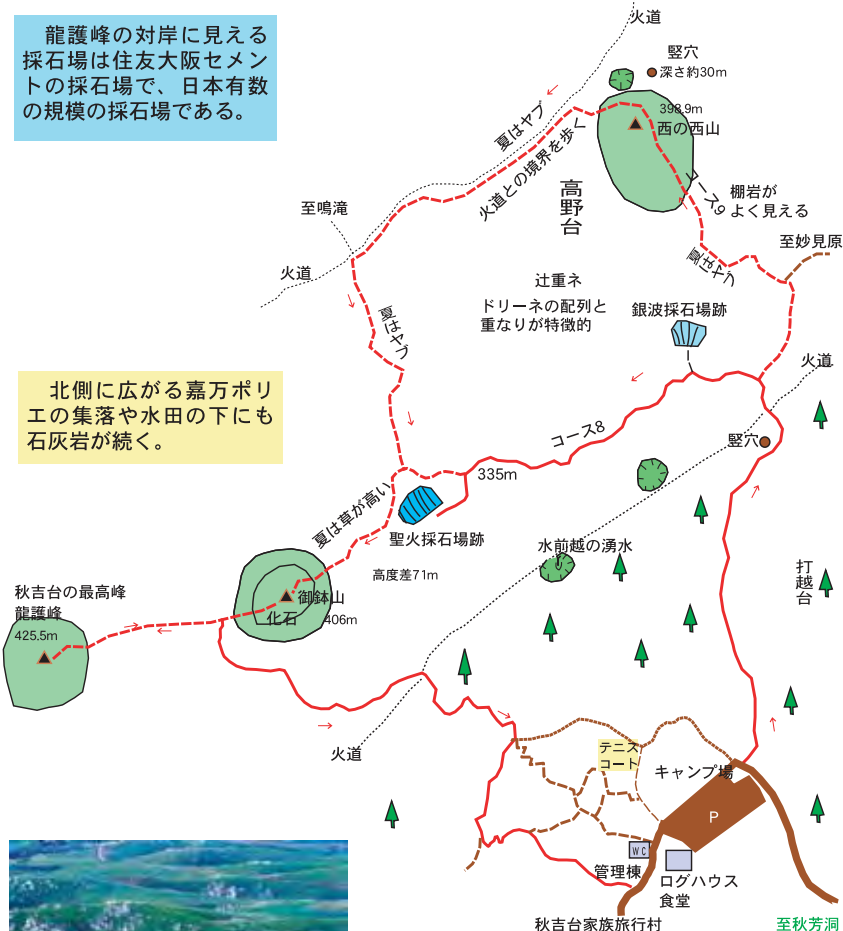 龍護峰の対岸に見える
採石場は住友大阪セメン
トの採石場で、日本有数
の規模の採石場である。
火道
竪穴
深さ約30m
398.9m
西の西山
夏はヤブ
火道との境界を歩く
高野台
コース9
棚岩が
よく見える
至鳴滝
火道
夏はヤブ
至妙見原
辻重ネ
ドリーネの配列と
重なりが特徴的
銀波採石場跡
夏はヤブ
火道
北側に広がる嘉万ポリ
エの集落や水田の下にも
石灰岩が続く。
コース8
竪穴
335m
夏は草が高い
聖火採石場跡
水前越の湧水
高度差71m
打越台
秋吉台の最高峰
龍護峰
425.5m
御鉢山
化石
406m
火道
テニス
コート
キャンプ場
P
WC
管理棟
ログハウス
食堂
秋吉台家族旅行村
至秋芳洞